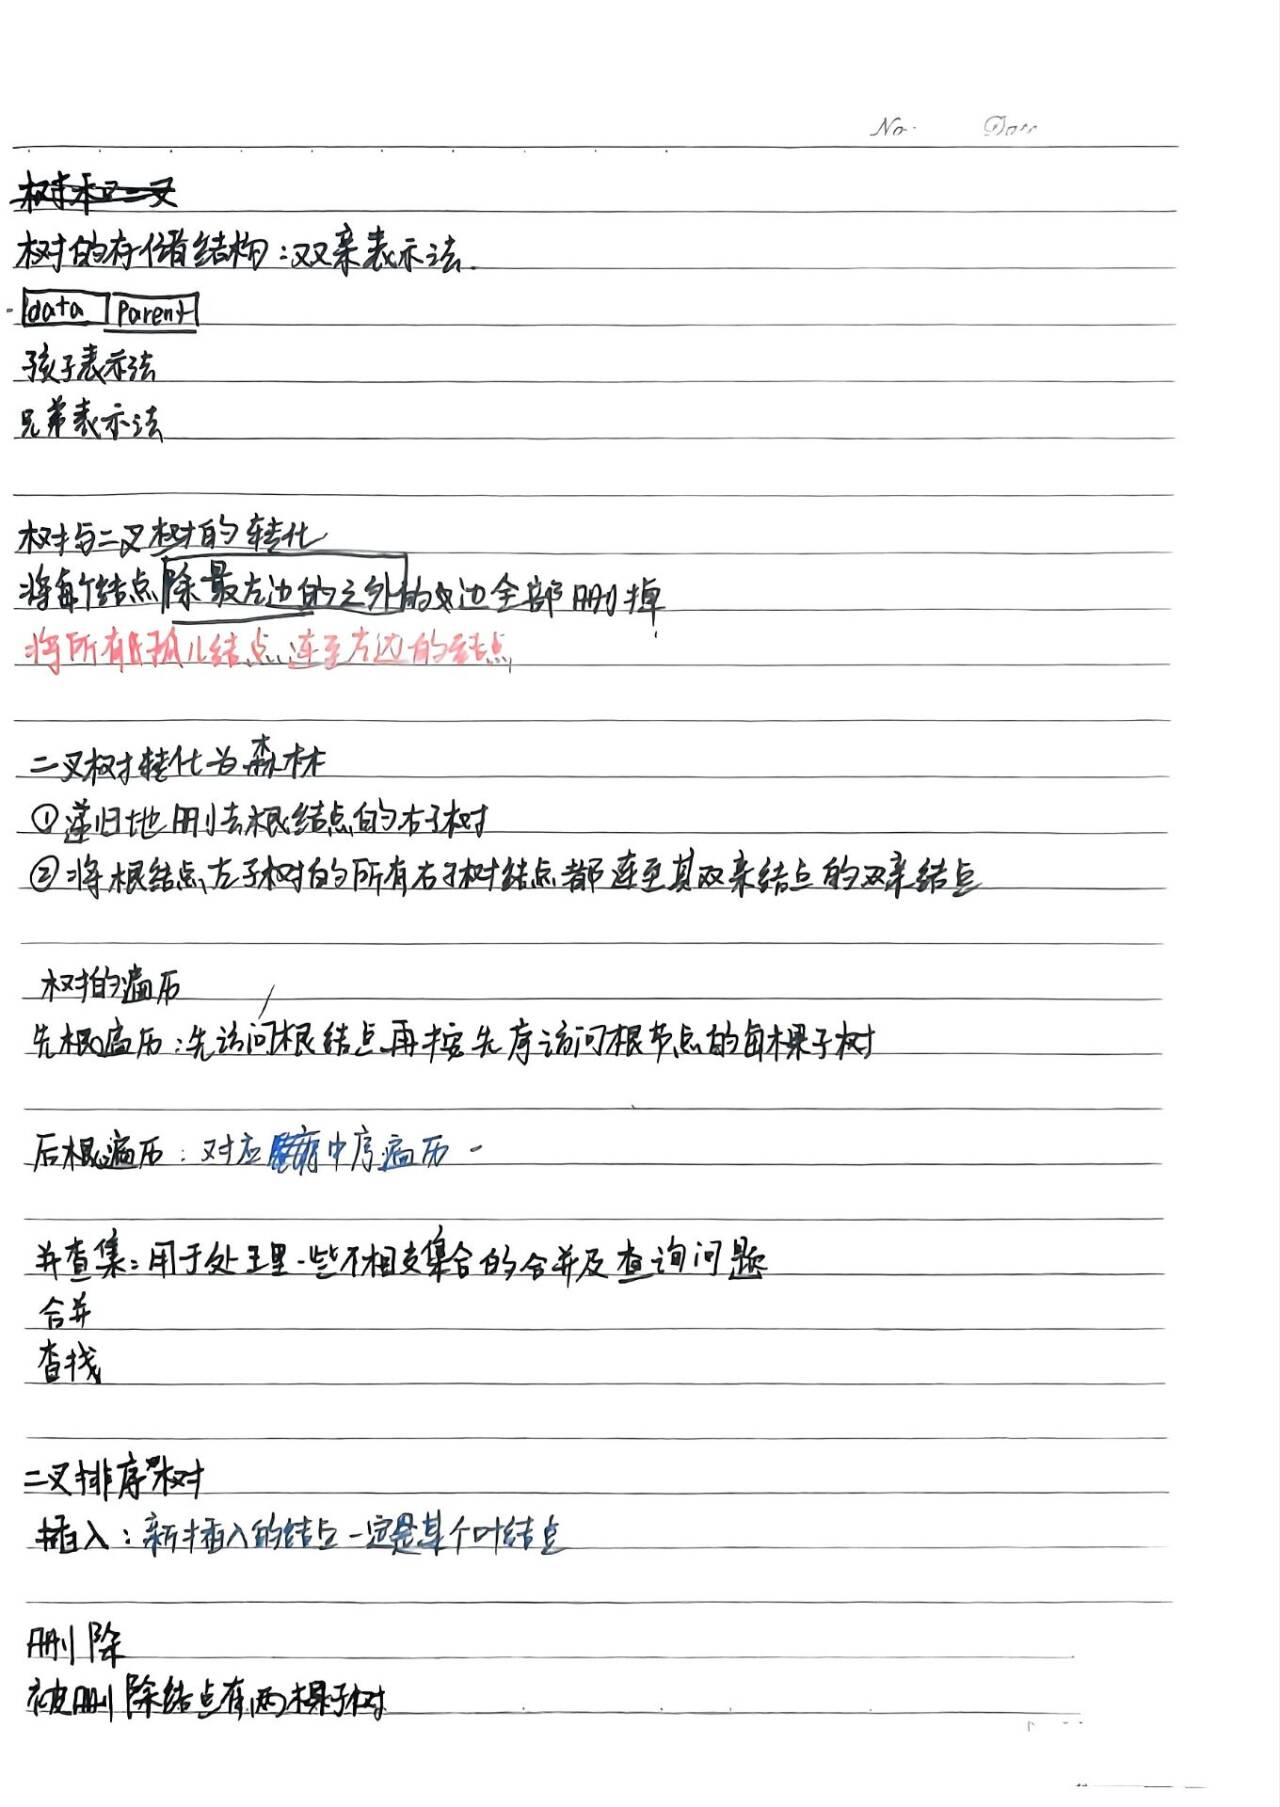 No. Date
树和二叉
树的存储结构:双亲表示法.
data parent
孩子表示法
兄弟表示法
树与二叉树的转化
将每个结点除最左边的之外的边全部删掉
将所有孤儿结点连至左边的结点
二叉树转化为森林
①递归地删去根结点的右子树
②将根结点左子树的所有右子树结点都连至其双亲结点的双亲结点
树的遍历
先根遍历:先访问根结点再按先序访问根节点的每棵子树
后根遍历:对应中序遍历
并查集:用于处理一些不相交集合的合并及查询问题
合并
查找
二叉排序树
插入:新插入的结点一定是某个叶结点
删除
被删除结点有两棵子树